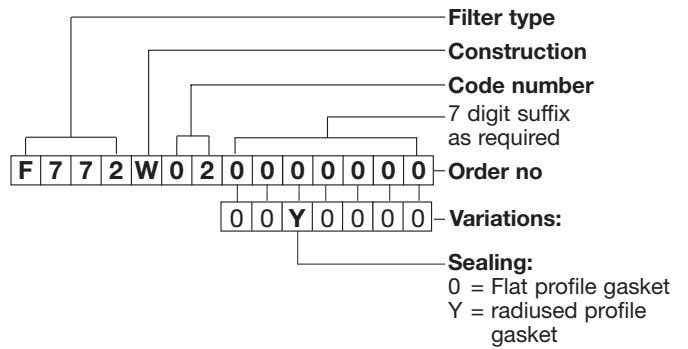 Filter type
Construction
Code number
7 digit suffix
as required
F772W020000000 Order no
00Y0000 Variations:
Sealing:
0 = Flat profile gasket
Y = radiused profile
gasket